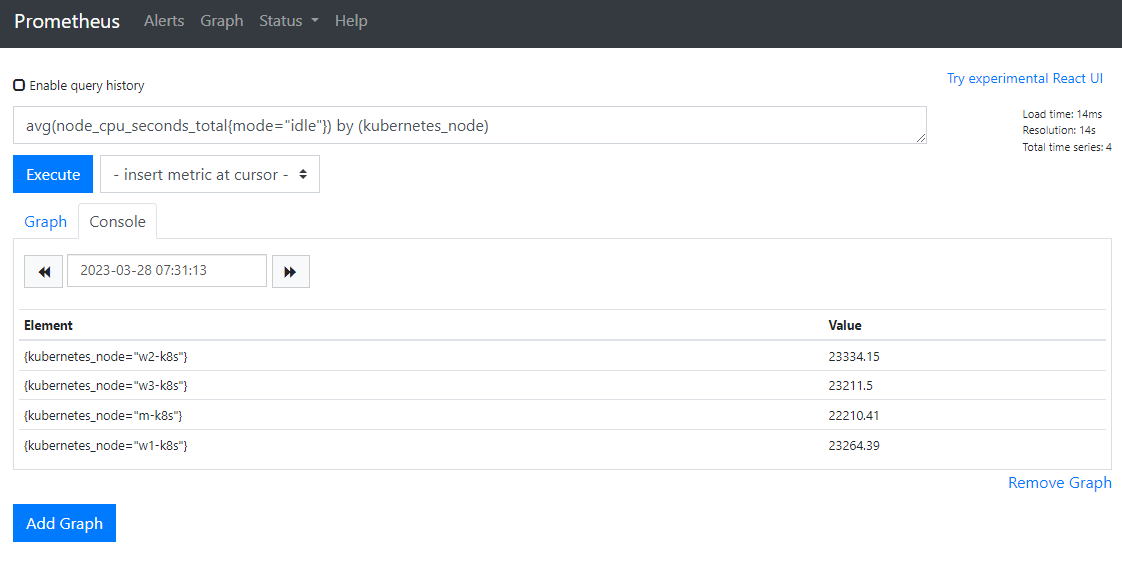 Prometheus Alerts Graph Status Help
Enable query history
Try experimental React UI
avg(node_cpu_seconds_total{mode="idle"}) by (kubernetes_node)
Load time: 14ms
Resolution: 14s
Total time series: 4
Execute - insert metric at cursor -
Graph Console
2023-03-28 07:31:13
Element Value
{kubernetes_node="w2-k8s"} 23334.15
{kubernetes_node="w3-k8s"} 23211.5
{kubernetes_node="m-k8s"} 22210.41
{kubernetes_node="w1-k8s"} 23264.39
Remove Graph
Add Graph